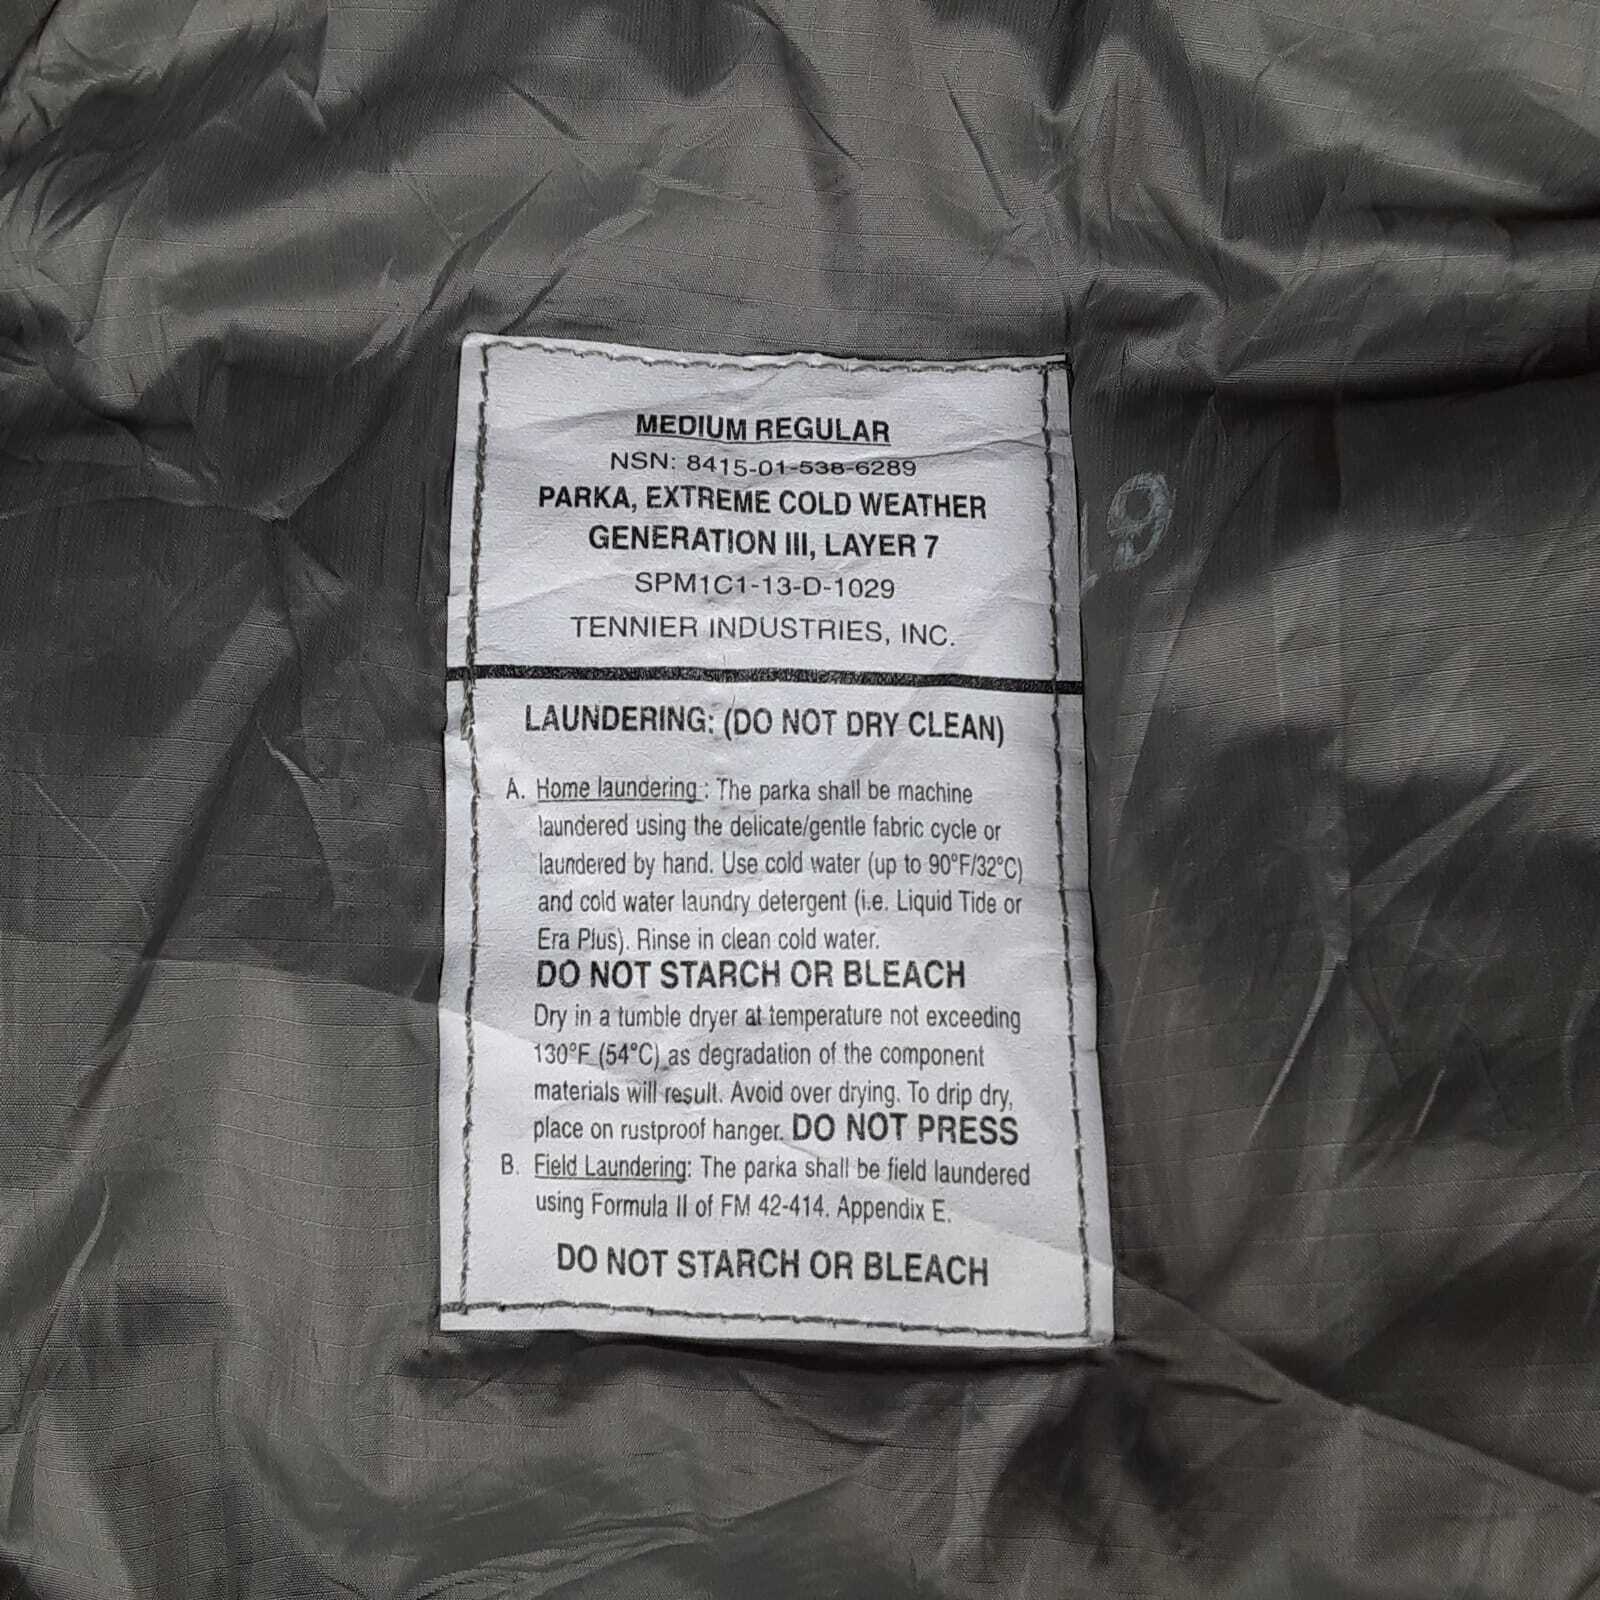 MEDIUM REGULAR
NSN: 8415-01-538-6289
PARKA, EXTREME COLD WEATHER
GENERATION III, LAYER 7
SPM1C1-13-D-1029
TENNIER INDUSTRIES, INC.
LAUNDERING: (DO NOT DRY CLEAN)
A. Home laundering : The parka shall be machine
laundered using the delicate/gentle fabric cycle or
laundered by hand. Use cold water (up to 90°F/32°C)
and cold water laundry detergent (i.e. Liquid Tide or
Era Plus). Rinse in clean cold water.
DO NOT STARCH OR BLEACH
Dry in a tumble dryer at temperature not exceeding
130°F (54°C) as degradation of the component
materials will result. Avoid over drying. To drip dry,
place on rustproof hanger. DO NOT PRESS
B. Field Laundering: The parka shall be field laundered
using Formula II of FM 42-414. Appendix E.
DO NOT STARCH OR BLEACH